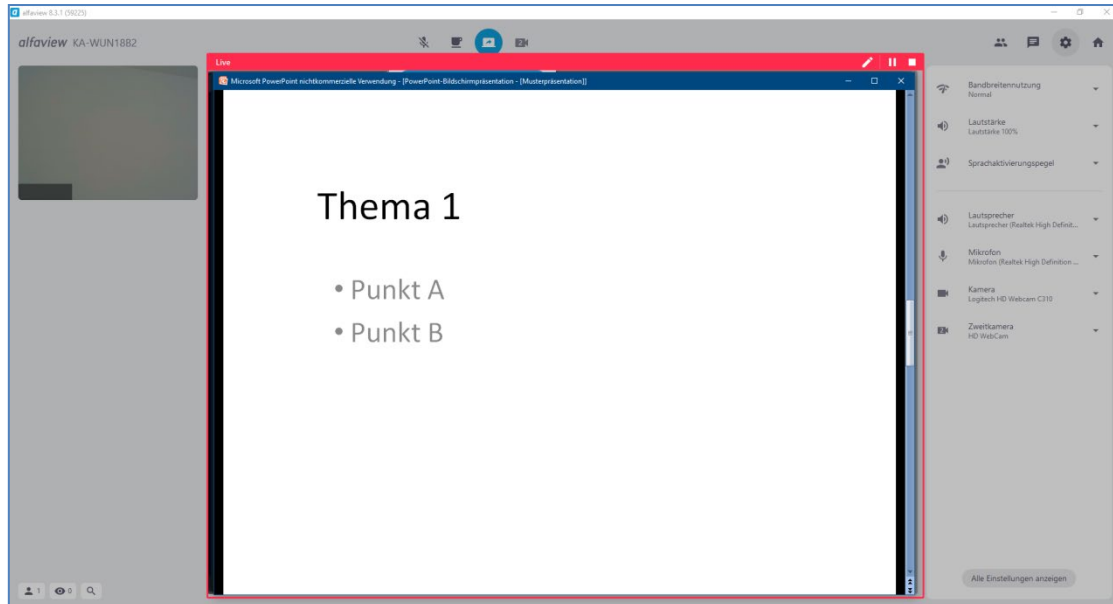 alfaview 8.3.1 (59225)
alfaview KA-WUN1882
Live
Microsoft PowerPoint nichtkommerzielle Verwendung - [PowerPoint-Bildschirmpräsentation - [Musterpräsentation]]
Thema 1
• Punkt A
• Punkt B
Bandbreitennutzung
Normal
Lautstärke
Lautstärke 100%
Sprachaktivierungspegel
Lautsprecher
Lautsprecher (Realtek High Definit...
Mikrofon
Mikrofon (Realtek High Definition ...
Kamera
Logitech HD Webcam C310
Zweitkamera
HD WebCam
Alle Einstellungen anzeigen
1 0